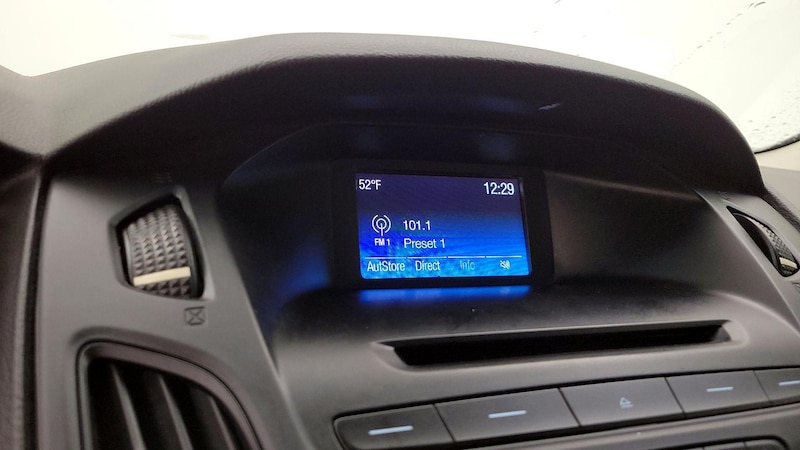 52°F 12:29
101.1
FM 1 Preset 1
AutStore Direct Info